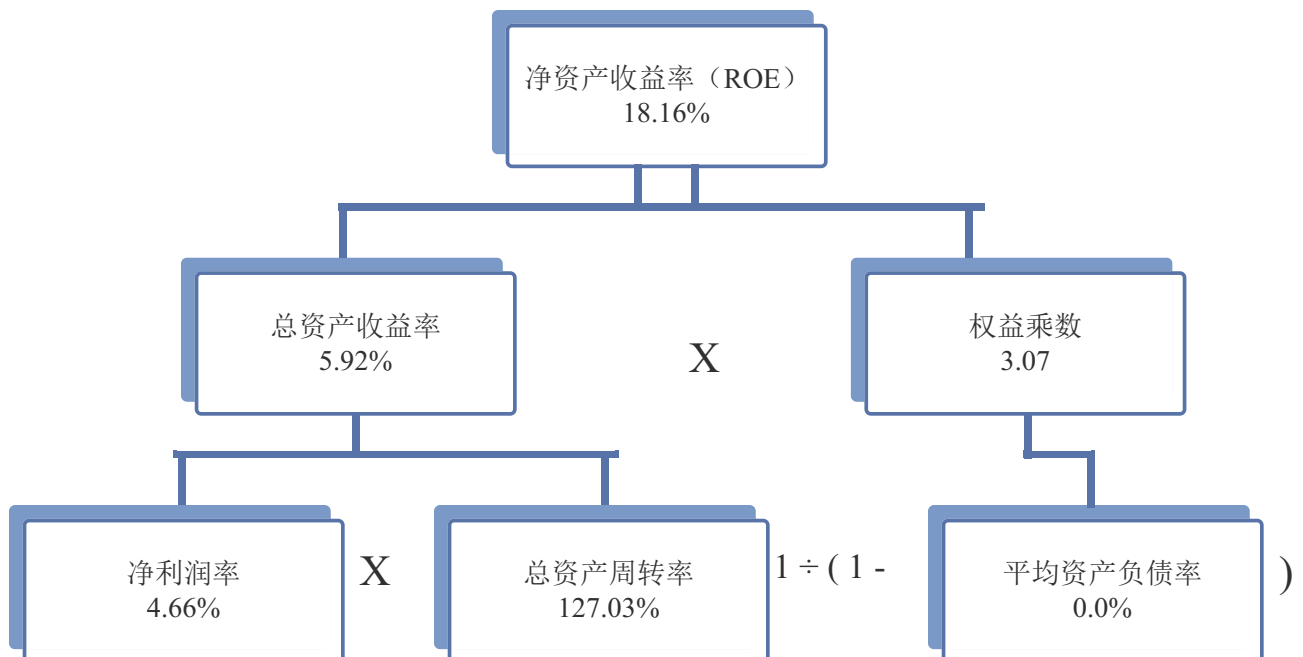 净资产收益率（ROE）
18.16%
总资产收益率
5.92%
X
权益乘数
3.07
净利润率
4.66%
X
总资产周转率
127.03%
1 ÷ ( 1 -
平均资产负债率
0.0%
)